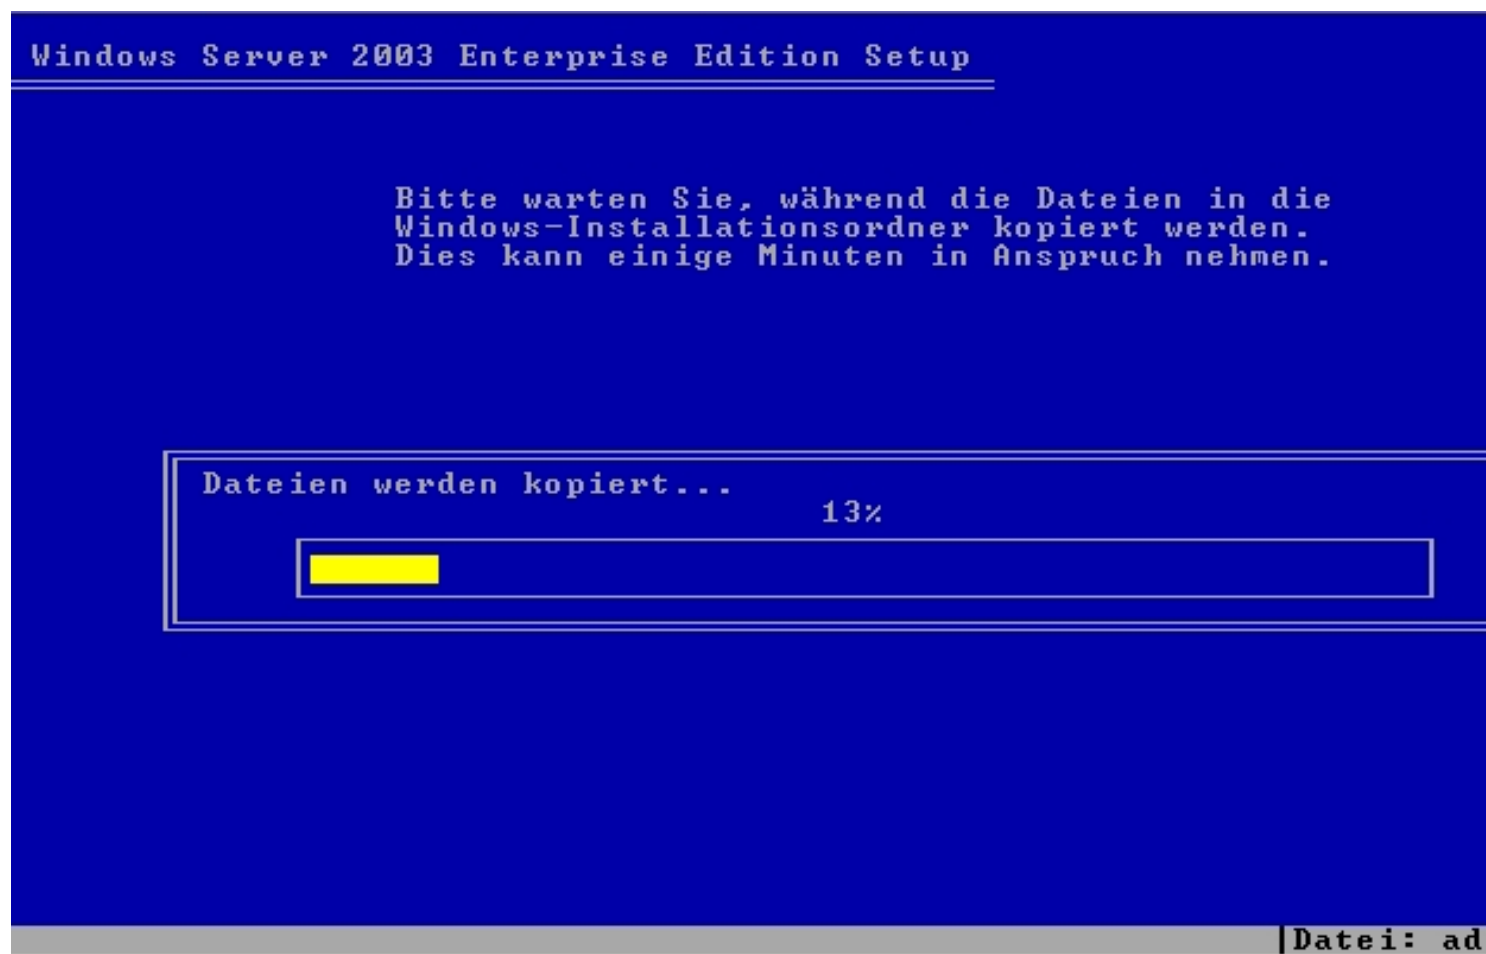 Windows Server 2003 Enterprise Edition Setup
Bitte warten Sie, während die Dateien in die
Windows-Installationsordner kopiert werden.
Dies kann einige Minuten in Anspruch nehmen.
Dateien werden kopiert...
13%
Datei: ad